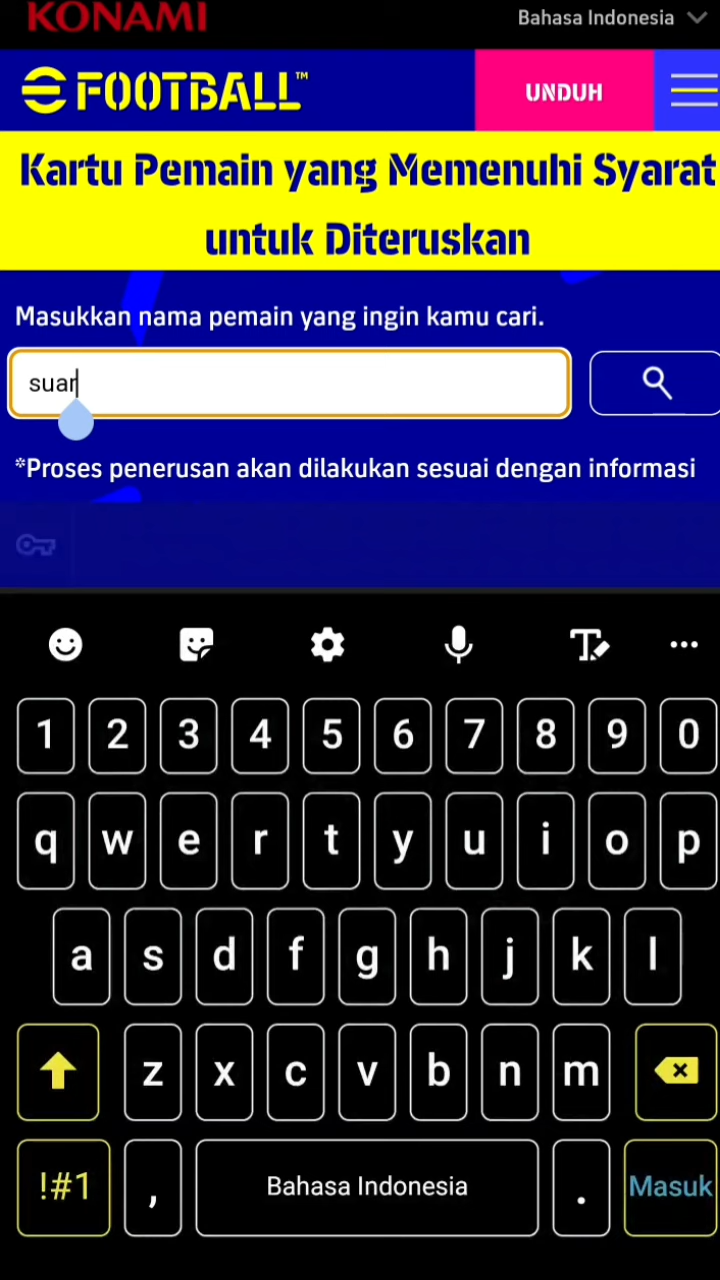 KONAMI
Bahasa Indonesia
eFOOTBALL™
UNDUH
Kartu Pemain yang Memenuhi Syarat
untuk Diteruskan
Masukkan nama pemain yang ingin kamu cari.
suar
*Proses penerusan akan dilakukan sesuai dengan informasi
1 2 3 4 5 6 7 8 9 0
q w e r t y u i o p
a s d f g h j k l
z x c v b n m
!#1 , Bahasa Indonesia . Masuk